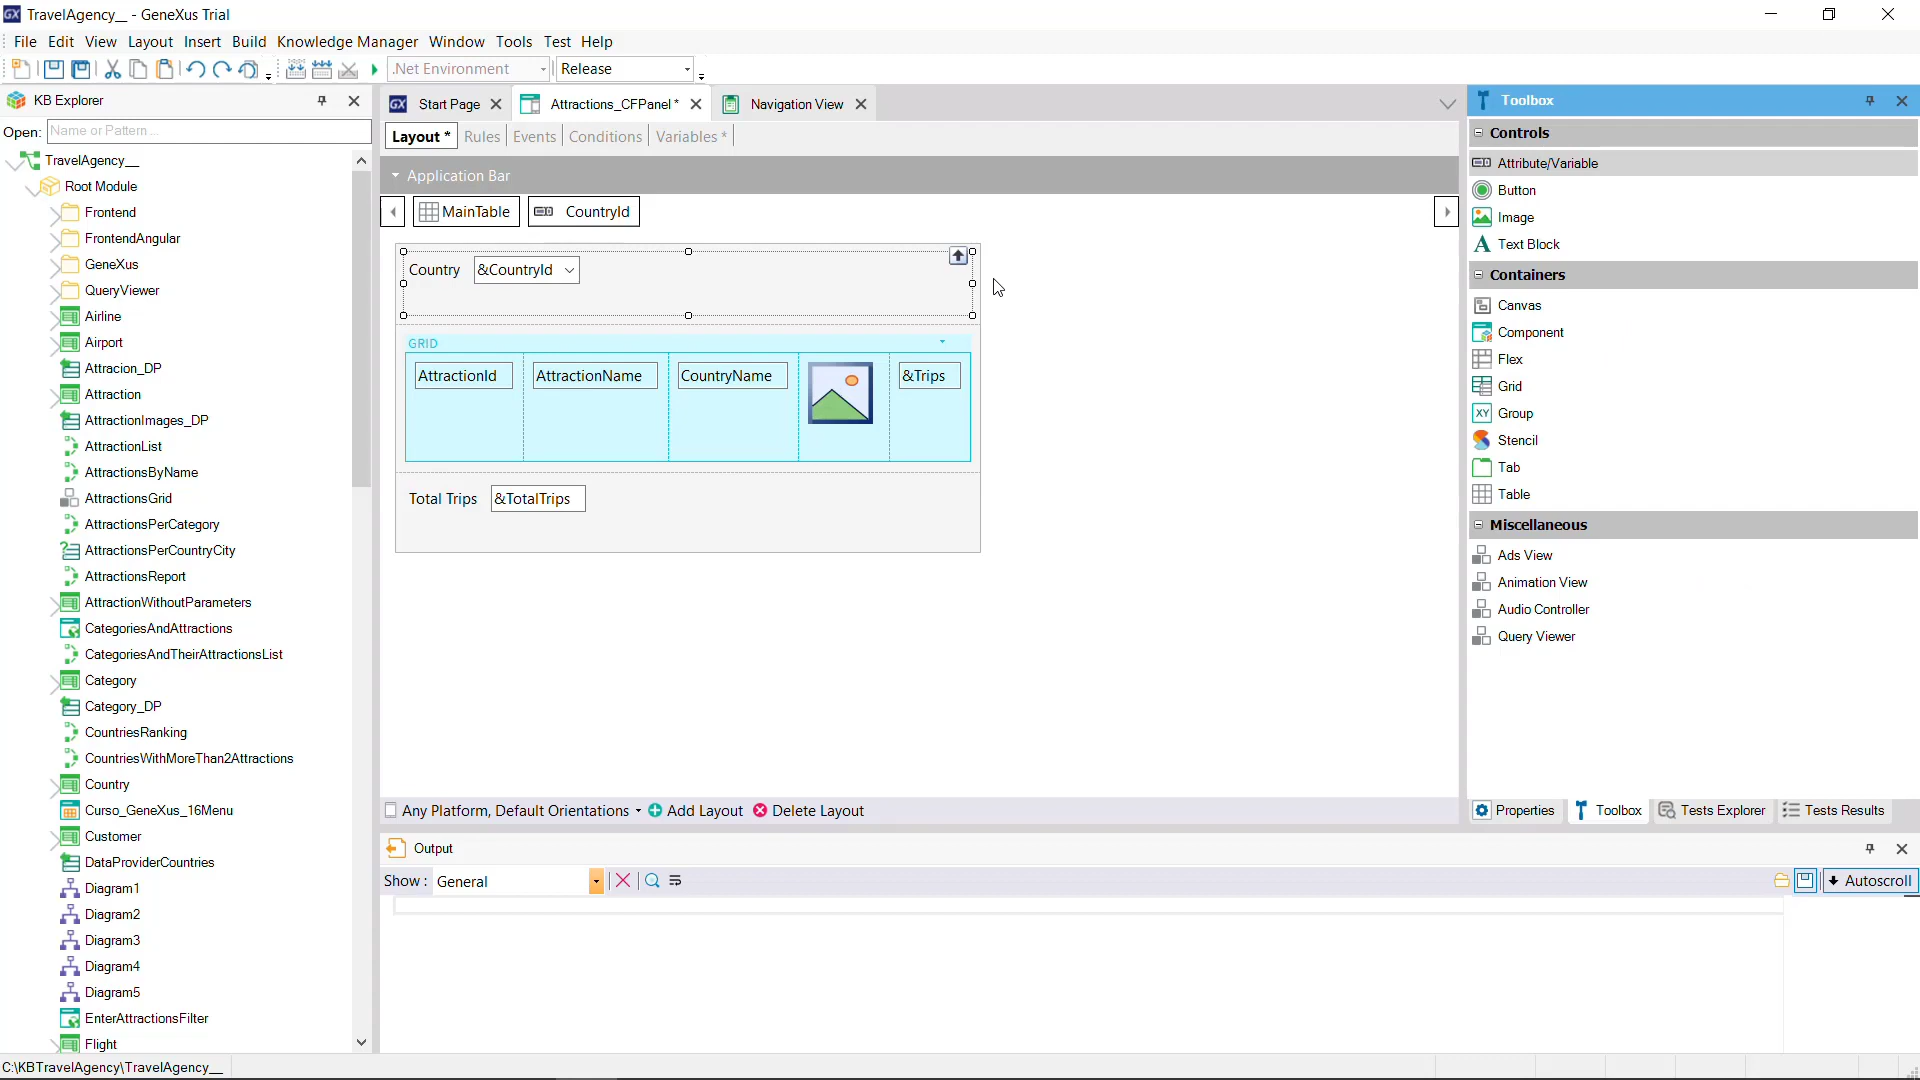 TravelAgency__ - GeneXus Trial
File Edit View Layout Insert Build Knowledge Manager Window Tools Test Help
.Net Environment Release
KB Explorer
Open: Name or Pattern ...
TravelAgency__
Root Module
Frontend
FrontendAngular
GeneXus
QueryViewer
Airline
Airport
Attracion_DP
Attraction
AttractionImages_DP
AttractionList
AttractionsByName
AttractionsGrid
AttractionsPerCategory
AttractionsPerCountryCity
AttractionsReport
AttractionWithoutParameters
CategoriesAndAttractions
CategoriesAndTheirAttractionsList
Category
Category_DP
CountriesRanking
CountriesWithMoreThan2Attractions
Country
Curso_GeneXus_16Menu
Customer
DataProviderCountries
Diagram1
Diagram2
Diagram3
Diagram4
Diagram5
EnterAttractionsFilter
Flight
Start Page Attractions_CFPanel * Navigation View
Layout * Rules Events Conditions Variables *
Application Bar
MainTable CountryId
Country &CountryId
GRID
AttractionId AttractionName CountryName &Trips
Total Trips &TotalTrips
Any Platform, Default Orientations Add Layout Delete Layout
Output
Show : General
Autoscroll
Toolbox
Controls
Attribute/Variable
Button
Image
Text Block
Containers
Canvas
Component
Flex
Grid
Group
Stencil
Tab
Table
Miscellaneous
Ads View
Animation View
Audio Controller
Query Viewer
Properties Toolbox Tests Explorer Tests Results
C:\KBTravelAgency\TravelAgency__